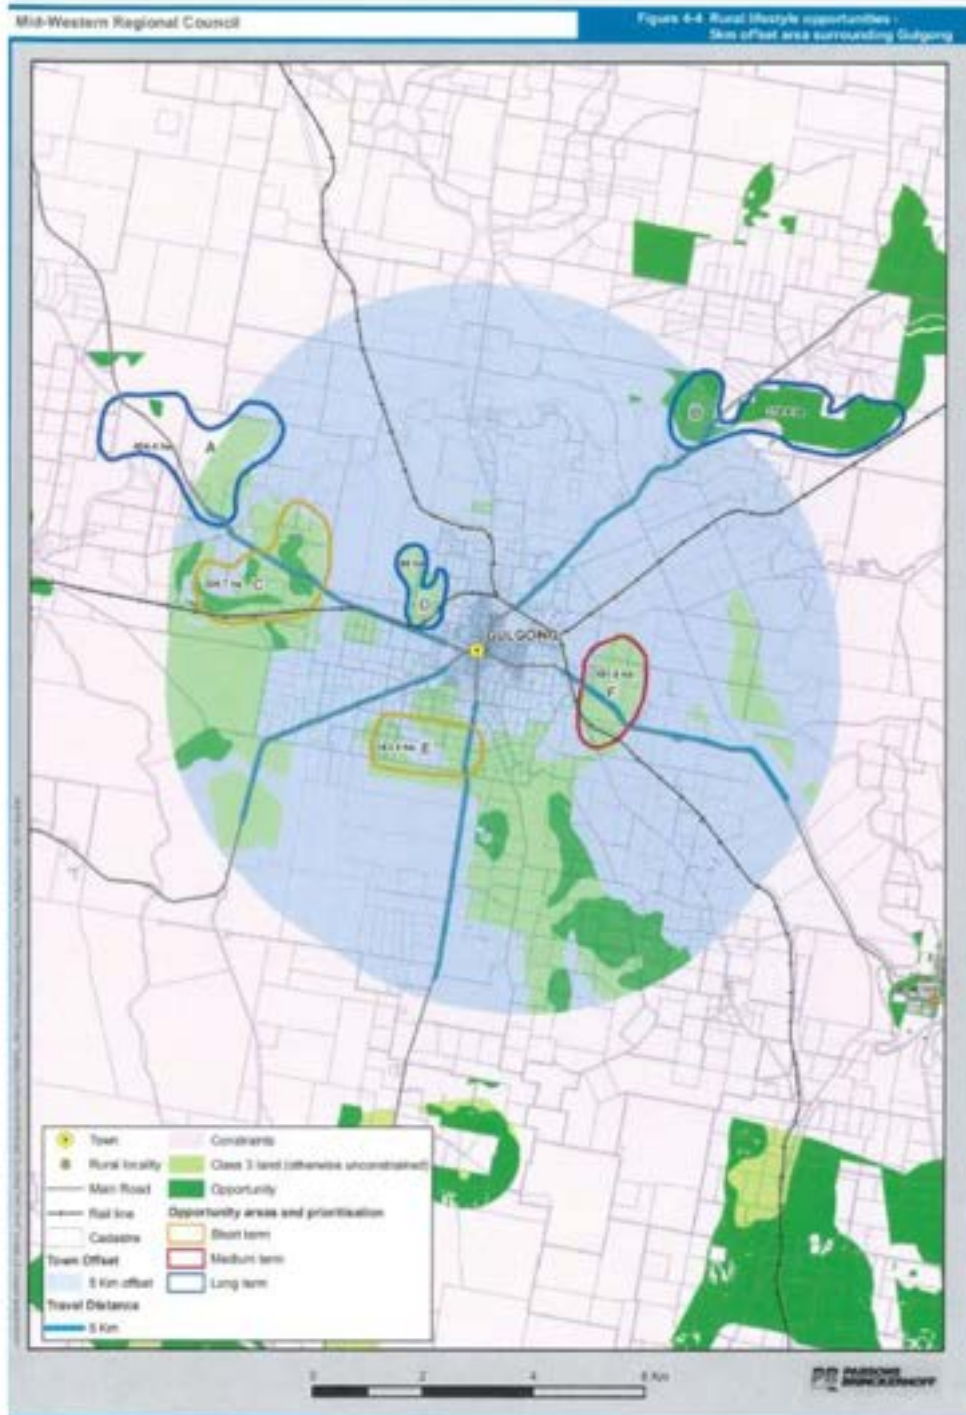 Mid-Western Regional Council
Figure 4-4 Rural lifestyle opportunities -
5km offset area surrounding Gulgong
A
C
D
GULGONG
F
E
Town
Rural locality
Main Road
Rail line
Cadastre
Town Offset
5 Km offset
Travel Distance
5 Km
Constraints
Class 3 land (otherwise unconstrained)
Opportunity
Opportunity areas and prioritisation
Short term
Medium term
Long term
0 2 4 6 Km
PB PARSONS
BRINCKERHOFF